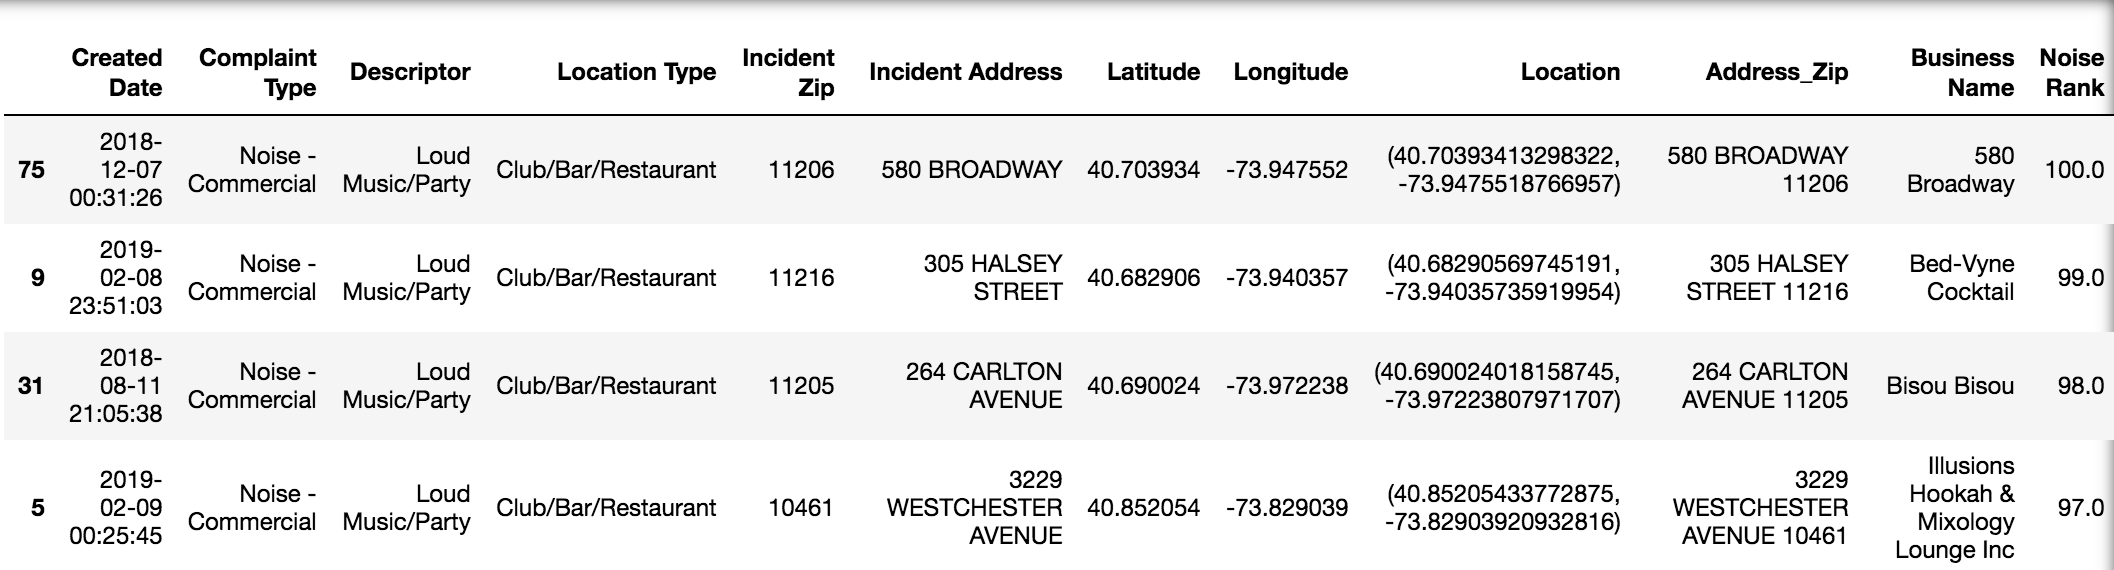 Created Date Complaint Type Descriptor Location Type Incident Zip Incident Address Latitude Longitude Location Address_Zip Business Name Noise Rank
75 2018-12-07 00:31:26 Noise - Commercial Loud Music/Party Club/Bar/Restaurant 11206 580 BROADWAY 40.703934 -73.947552 (40.70393413298322, -73.9475518766957) 580 BROADWAY 11206 580 Broadway 100.0
9 2019-02-08 23:51:03 Noise - Commercial Loud Music/Party Club/Bar/Restaurant 11216 305 HALSEY STREET 40.682906 -73.940357 (40.68290569745191, -73.94035735919954) 305 HALSEY STREET 11216 Bed-Vyne Cocktail 99.0
31 2018-08-11 21:05:38 Noise - Commercial Loud Music/Party Club/Bar/Restaurant 11205 264 CARLTON AVENUE 40.690024 -73.972238 (40.690024018158745, -73.97223807971707) 264 CARLTON AVENUE 11205 Bisou Bisou 98.0
5 2019-02-09 00:25:45 Noise - Commercial Loud Music/Party Club/Bar/Restaurant 10461 3229 WESTCHESTER AVENUE 40.852054 -73.829039 (40.85205433772875, -73.82903920932816) 3229 WESTCHESTER AVENUE 10461 Illusions Hookah & Mixology Lounge Inc 97.0